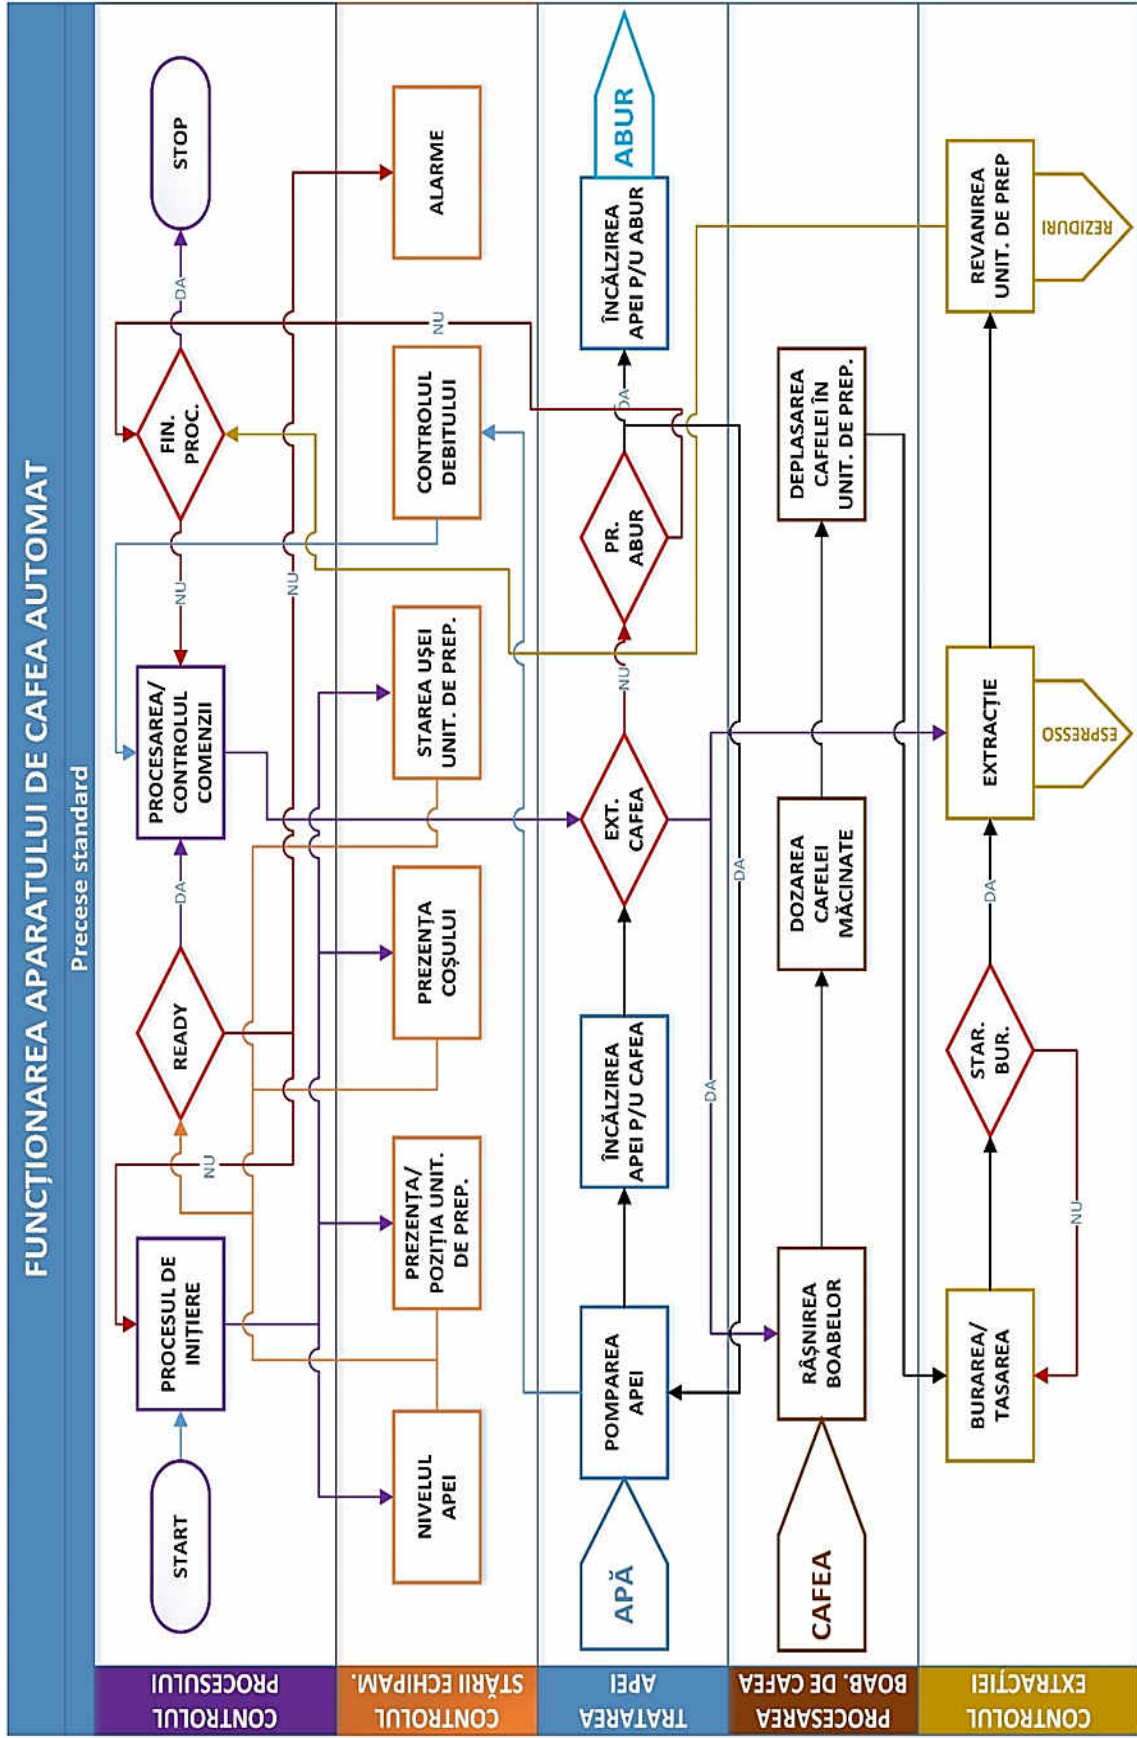 FUNCȚIONAREA APARATULUI DE CAFEA AUTOMAT
Precese standard
CONTROLUL
PROCESULUI
START
PROCESUL DE
INIȚIERE
NU
READY
DA
PROCESAREA/
CONTROLUL
COMENZII
NU
NU
FIN.
PROC.
DA
STOP
CONTROLUL
STĂRII ECHIPAM.
NIVELUL
APEI
PREZENȚA/
POZIȚIA UNIT.
DE PREP.
PREZENȚA
COȘULUI
STAREA UȘEI
UNIT. DE PREP.
CONTROLUL
DEBITULUI
NU
ALARME
TRATAREA
APEI
APĂ
POMPAREA
APEI
ÎNCĂLZIREA
APEI P/U CAFEA
EXT.
CAFEA
NU
PR.
ABUR
DA
ÎNCĂLZIREA
APEI P/U ABUR
ABUR
DA
DA
PROCESAREA
BOAB. DE CAFEA
CAFEA
RÂȘNIREA
BOABELOR
DOZAREA
CAFELEI
MĂCINATE
DEPLASAREA
CAFELEI ÎN
UNIT. DE PREP.
CONTROLUL
EXTRACȚIEI
BURAREA/
TASAREA
NU
STAR.
BUR.
DA
EXTRACȚIE
ESPRESSO
REVANIREA
UNIT. DE PREP
REZIDURI